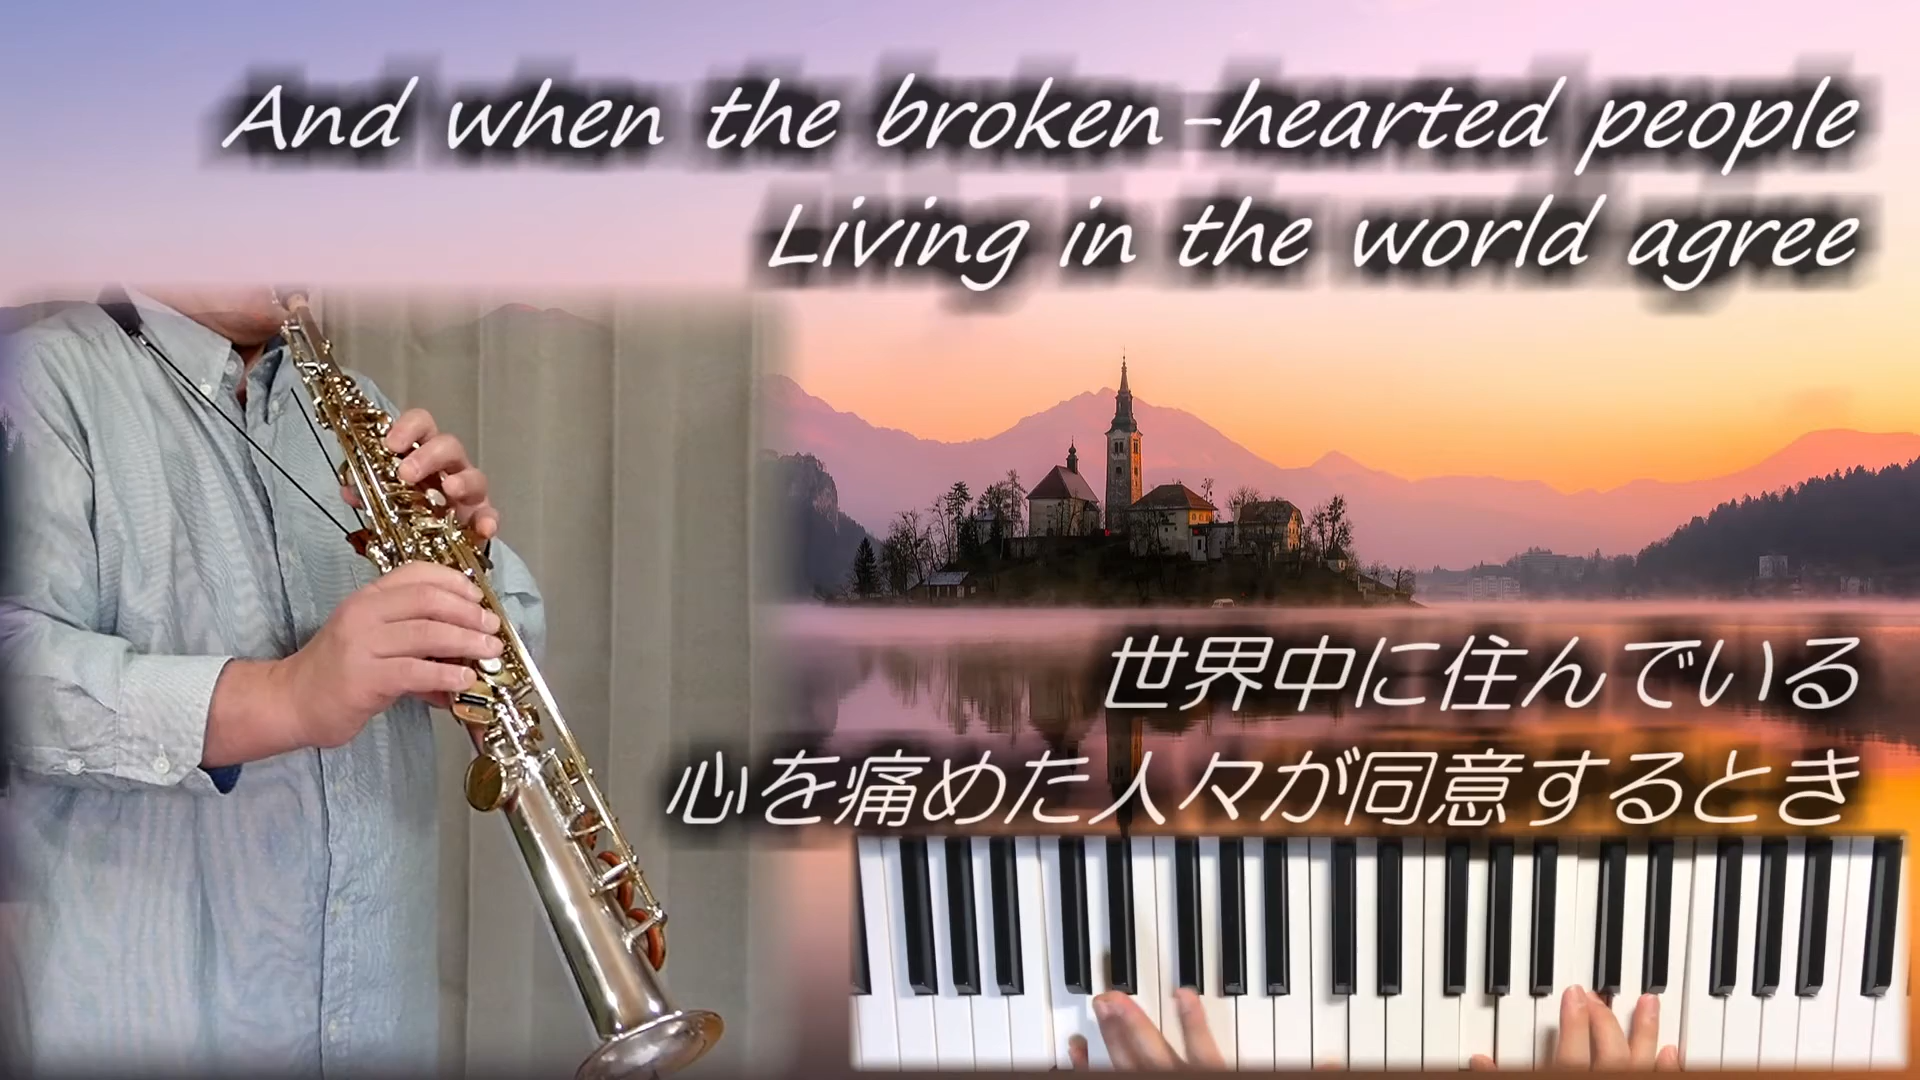 And when the broken-hearted people
Living in the world agree
世界中に住んでいる
心を痛めた人々が同意するとき